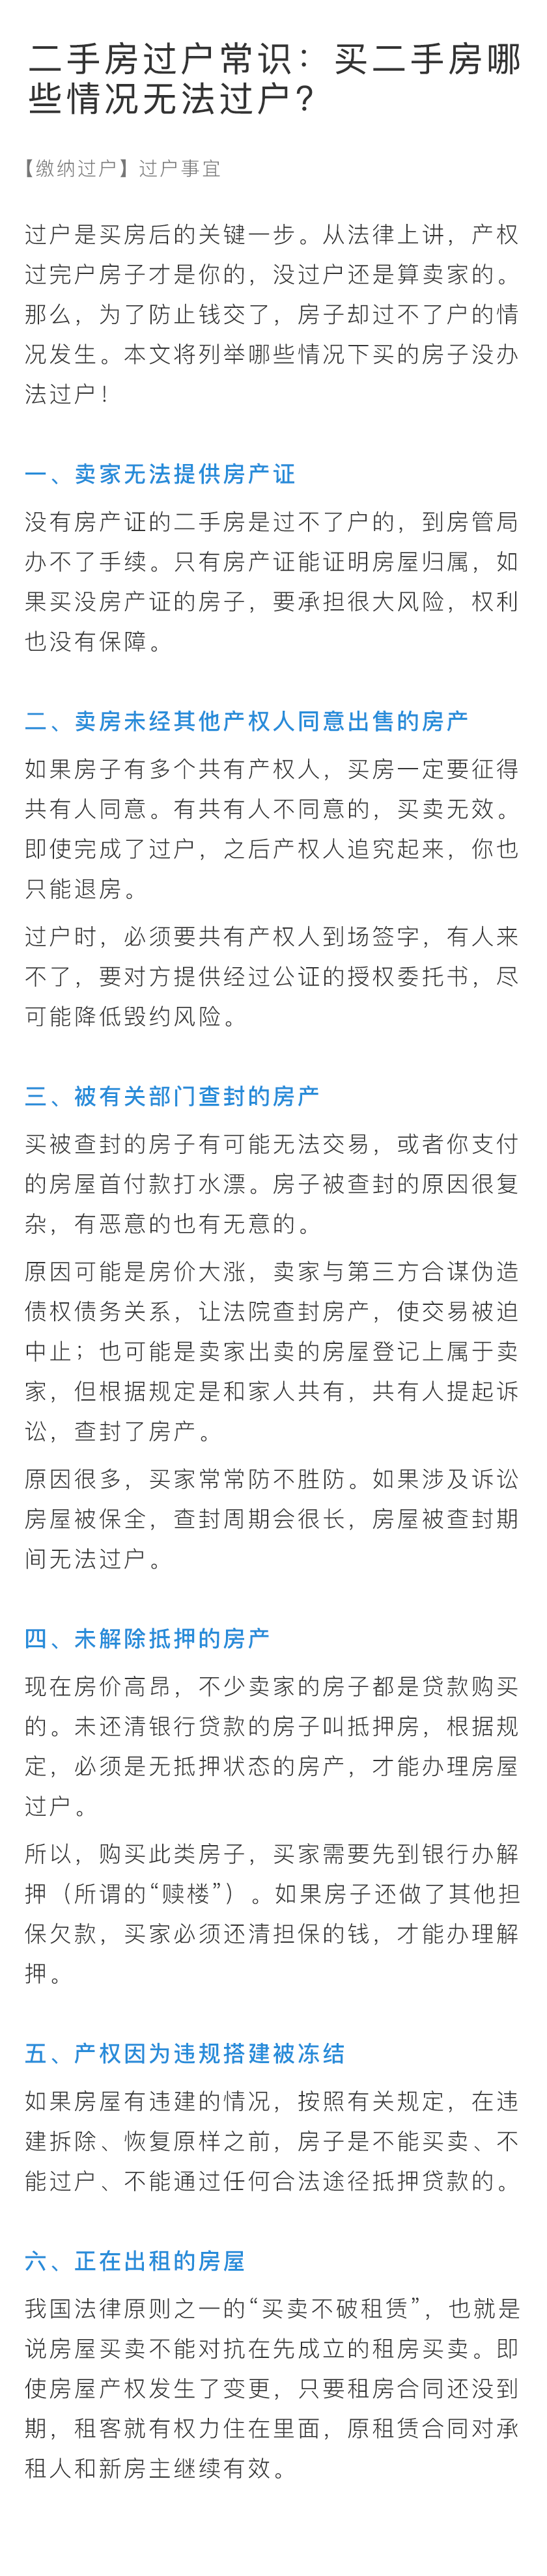 二手房过户常识：买二手房哪
些情况无法过户?
【缴纳过户】过户事宜
过户是买房后的关键一步。从法律上讲，产权
过完户房子才是你的，没过户还是算卖家的。
那么，为了防止钱交了，房子却过不了户的情
况发生。本文将列举哪些情况下买的房子没办
法过户！
一、卖家无法提供房产证
没有房产证的二手房是过不了户的，到房管局
办不了手续。只有房产证能证明房屋归属，如
果买没房产证的房子，要承担很大风险，权利
也没有保障。
二、卖房未经其他产权人同意出售的房产
如果房子有多个共有产权人，买房一定要征得
共有人同意。有共有人不同意的，买卖无效。
即使完成了过户，之后产权人追究起来，你也
只能退房。
过户时，必须要共有产权人到场签字，有人来
不了，要对方提供经过公证的授权委托书，尽
可能降低毁约风险。
三、被有关部门查封的房产
买被查封的房子有可能无法交易，或者你支付
的房屋首付款打水漂。房子被查封的原因很复
杂，有恶意的也有无意的。
原因可能是房价大涨，卖家与第三方合谋伪造
债权债务关系，让法院查封房产，使交易被迫
中止；也可能是卖家出卖的房屋登记上属于卖
家，但根据规定是和家人共有，共有人提起诉
讼，查封了房产。
原因很多，买家常常防不胜防。如果涉及诉讼
房屋被保全，查封周期会很长，房屋被查封期
间无法过户。
四、未解除抵押的房产
现在房价高昂，不少卖家的房子都是贷款购买
的。未还清银行贷款的房子叫抵押房，根据规
定，必须是无抵押状态的房产，才能办理房屋
过户。
所以，购买此类房子，买家需要先到银行办解
押（所谓的“赎楼”）。如果房子还做了其他担
保欠款，买家必须还清担保的钱，才能办理解
押。
五、产权因为违规搭建被冻结
如果房屋有违建的情况，按照有关规定，在违
建拆除、恢复原样之前，房子是不能买卖、不
能过户、不能通过任何合法途径抵押贷款的。
六、正在出租的房屋
我国法律原则之一的“买卖不破租赁”，也就是
说房屋买卖不能对抗在先成立的租房买卖。即
使房屋产权发生了变更，只要租房合同还没到
期，租客就有权力住在里面，原租赁合同对承
租人和新房主继续有效。